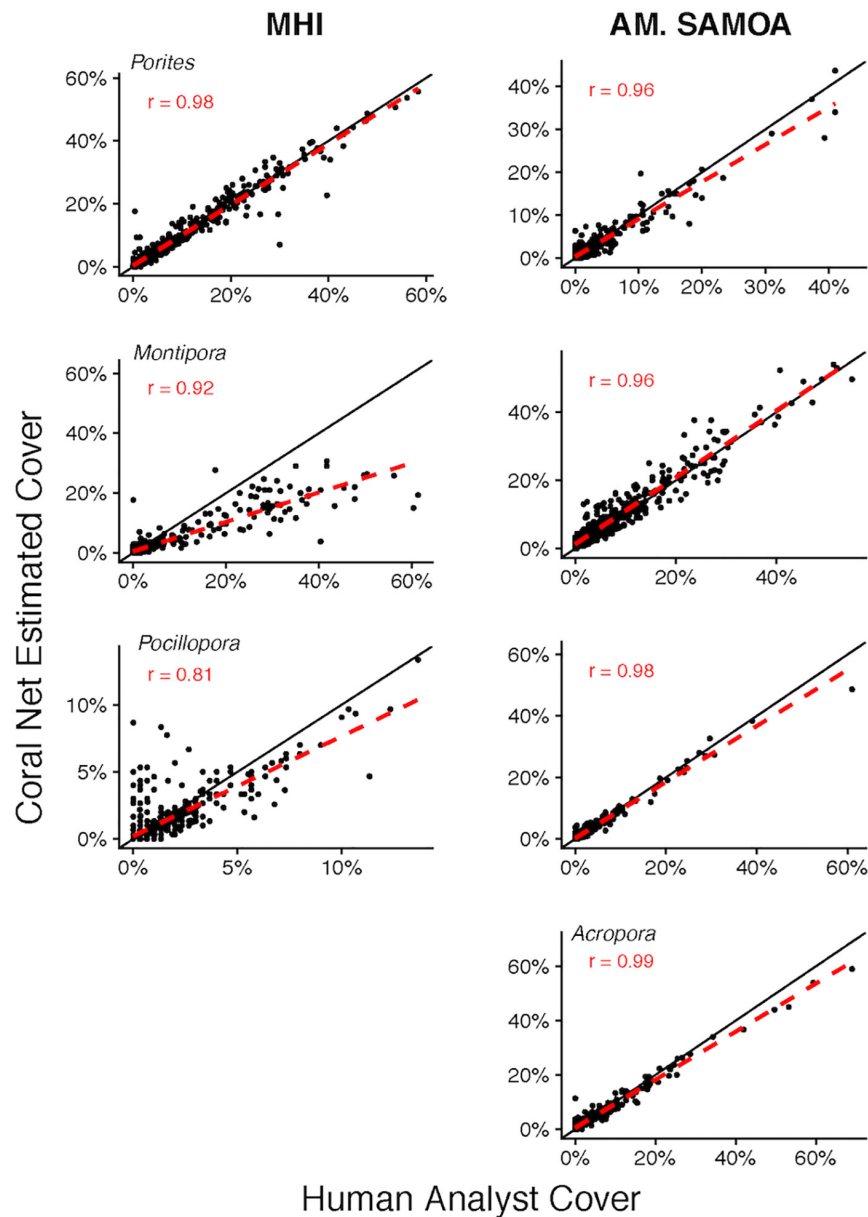 MHI
AM. SAMOA
Porites
r = 0.98
60%
40%
20%
0%
0% 20% 40% 60%
r = 0.96
40%
30%
20%
10%
0%
0% 10% 20% 30% 40%
Montipora
r = 0.92
60%
40%
20%
0%
0% 20% 40% 60%
r = 0.96
60%
40%
20%
0%
0% 20% 40%
Pocillopora
r = 0.81
10%
5%
0%
0% 5% 10%
r = 0.98
60%
40%
20%
0%
0% 20% 40% 60%
Acropora
r = 0.99
60%
40%
20%
0%
0% 20% 40% 60%
Coral Net Estimated Cover
Human Analyst Cover